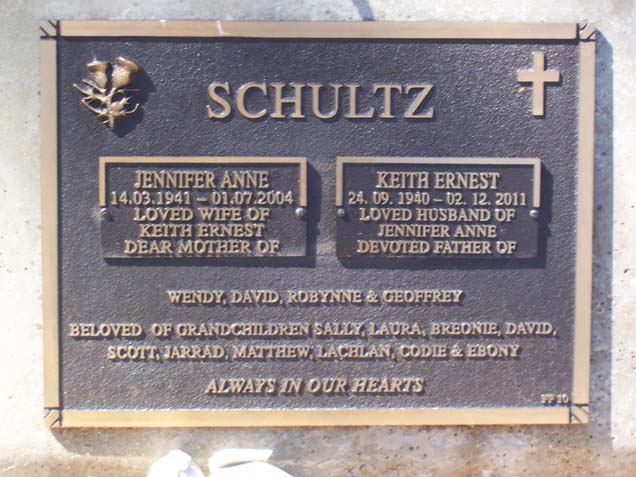 SCHULTZ
JENNIFER ANNE
14.03.1941 – 01.07.2004
LOVED WIFE OF
KEITH ERNEST
DEAR MOTHER OF
KEITH ERNEST
24. 09. 1940 – 02. 12. 2011
LOVED HUSBAND OF
JENNIFER ANNE
DEVOTED FATHER OF
WENDY, DAVID, ROBYNNE & GEOFFREY
BELOVED OF GRANDCHILDREN SALLY, LAURA, BREONIE, DAVID,
SCOTT, JARRAD, MATTHEW, LACHLAN, CODIE & EBONY
ALWAYS IN OUR HEARTS
FF 10